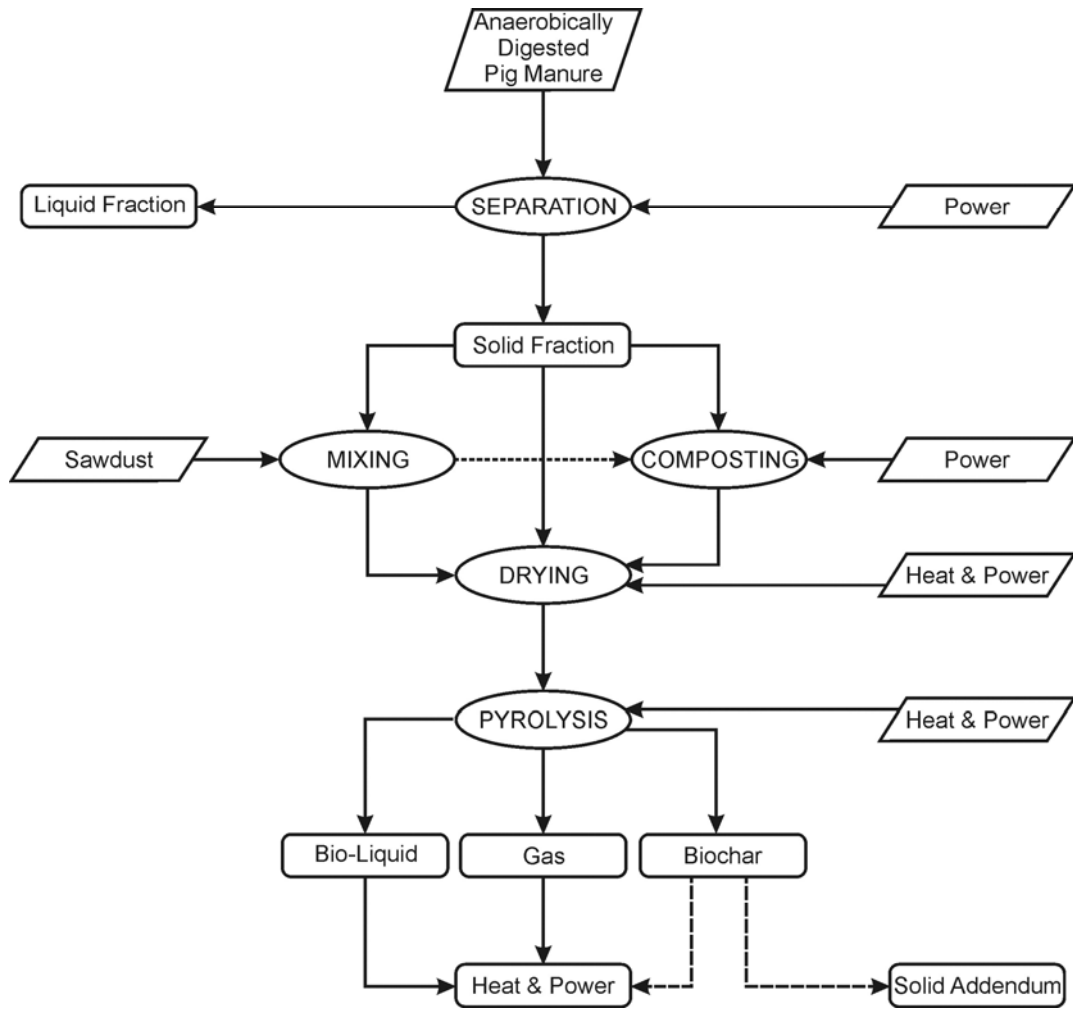 Anaerobically
Digested
Pig Manure
Liquid Fraction
SEPARATION
Power
Solid Fraction
Sawdust
MIXING
COMPOSTING
Power
DRYING
Heat & Power
PYROLYSIS
Heat & Power
Bio-Liquid
Gas
Biochar
Heat & Power
Solid Addendum